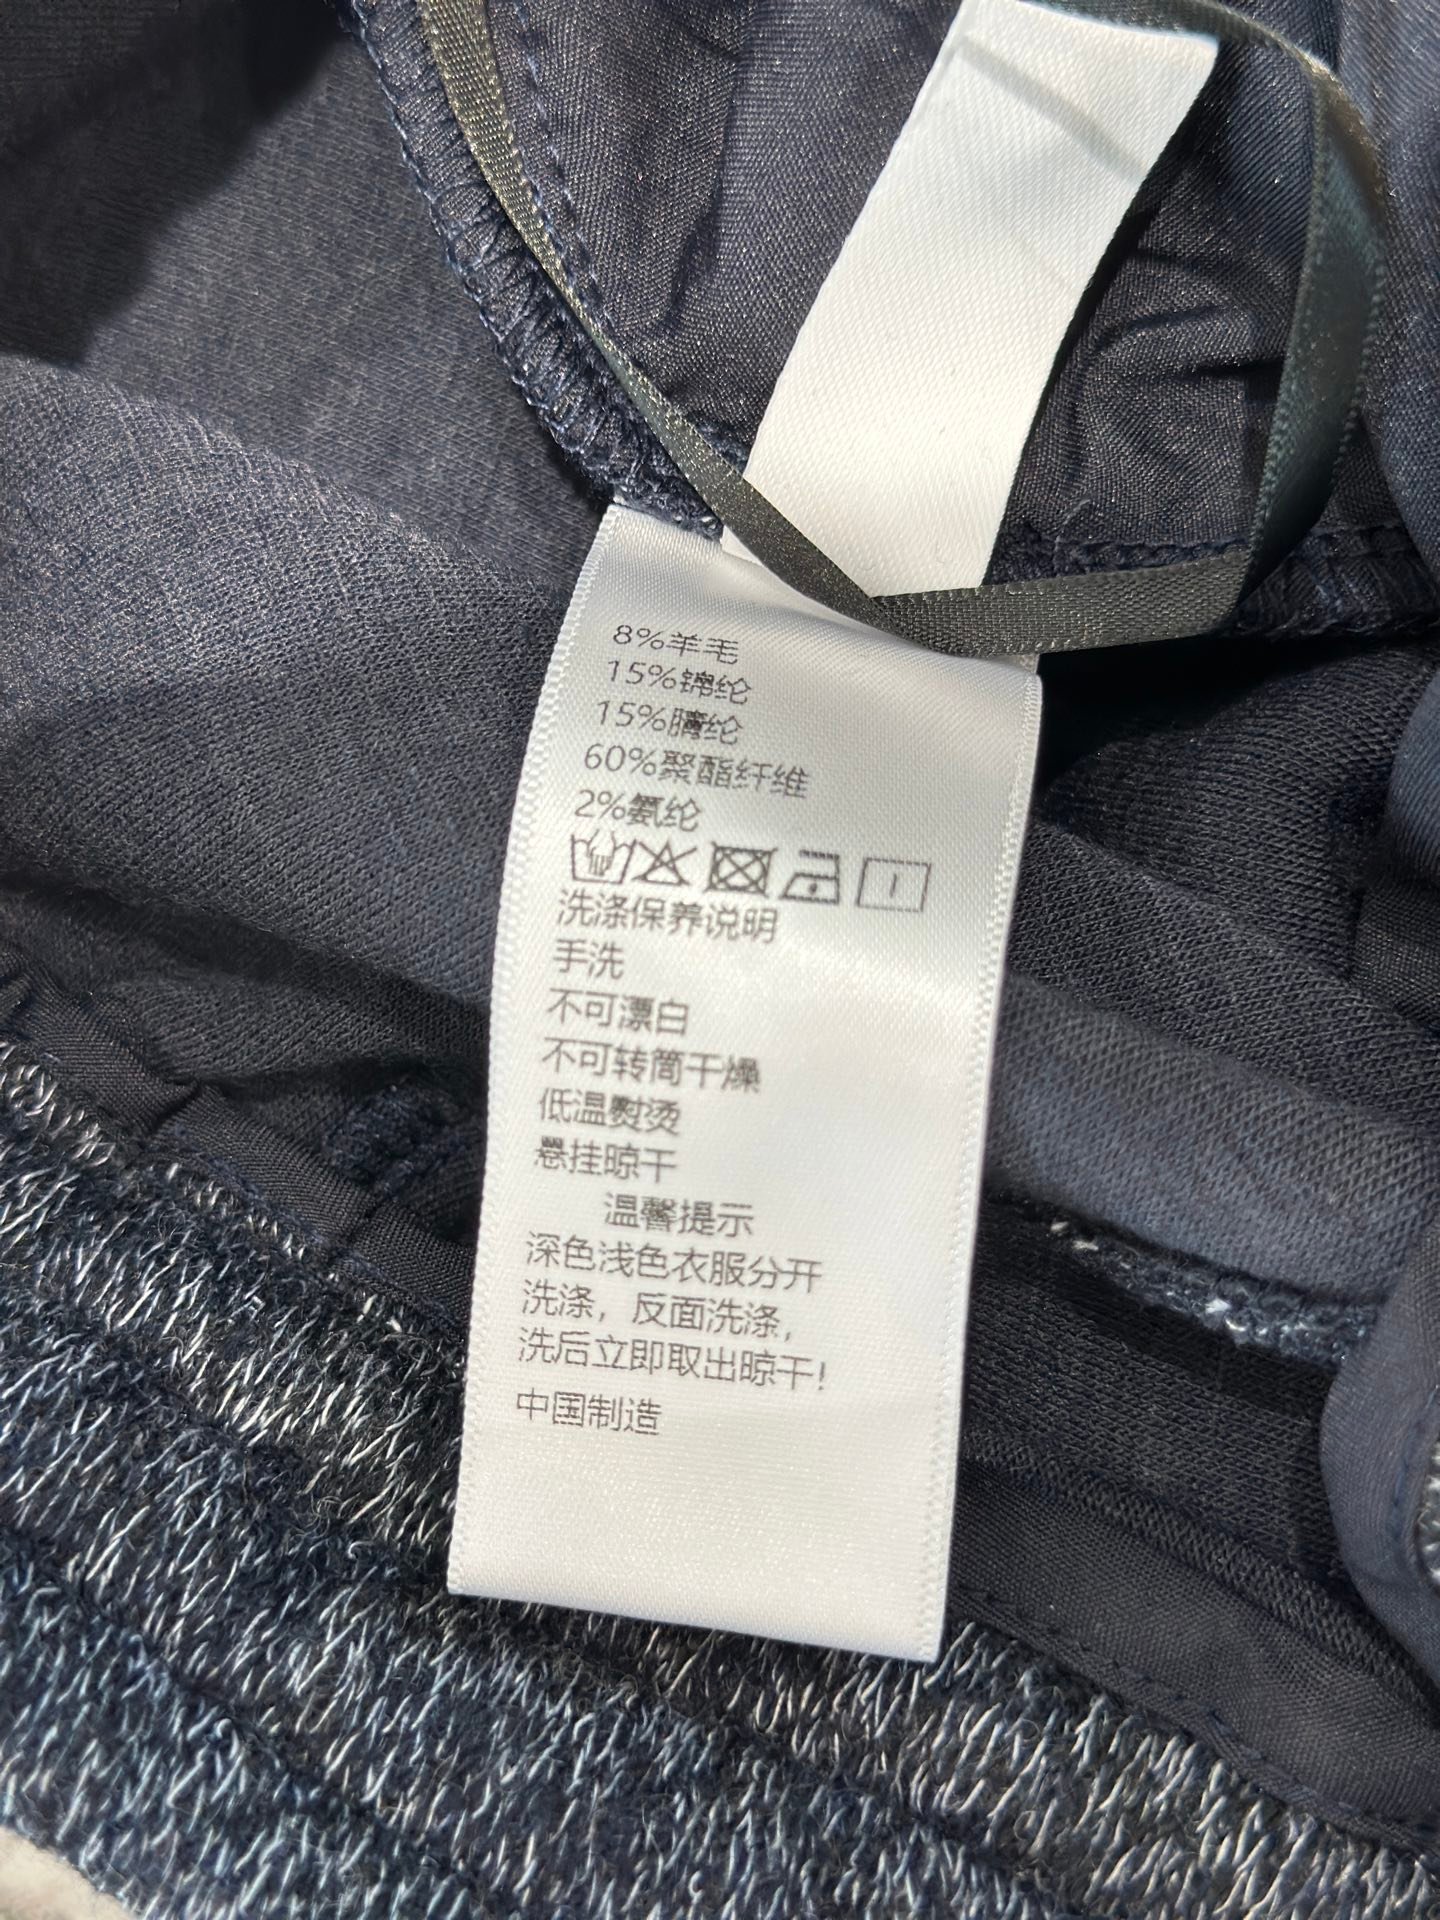 8%羊毛
15%锦纶
15%腈纶
60%聚酯纤维
2%氨纶
洗涤保养说明
手洗
不可漂白
不可转筒干燥
低温熨烫
悬挂晾干
温馨提示
深色浅色衣服分开
洗涤，反面洗涤，
洗后立即取出晾干！
中国制造